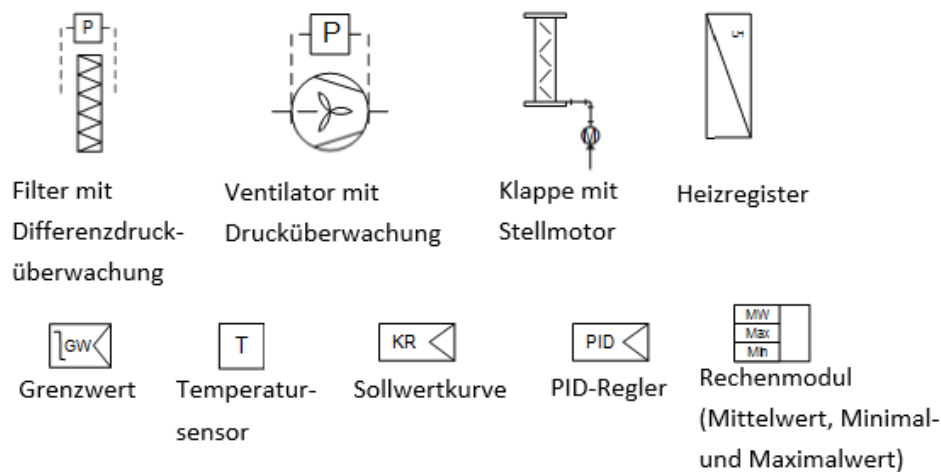 P
P
M
LH
Filter mit
Differenzdruck-
überwachung
Ventilator mit
Drucküberwachung
Klappe mit
Stellmotor
Heizregister
GW
T
KR
PID
MW
Max
Min
Grenzwert
Temperatur-
sensor
Sollwertkurve
PID-Regler
Rechenmodul
(Mittelwert, Minimal-
und Maximalwert)